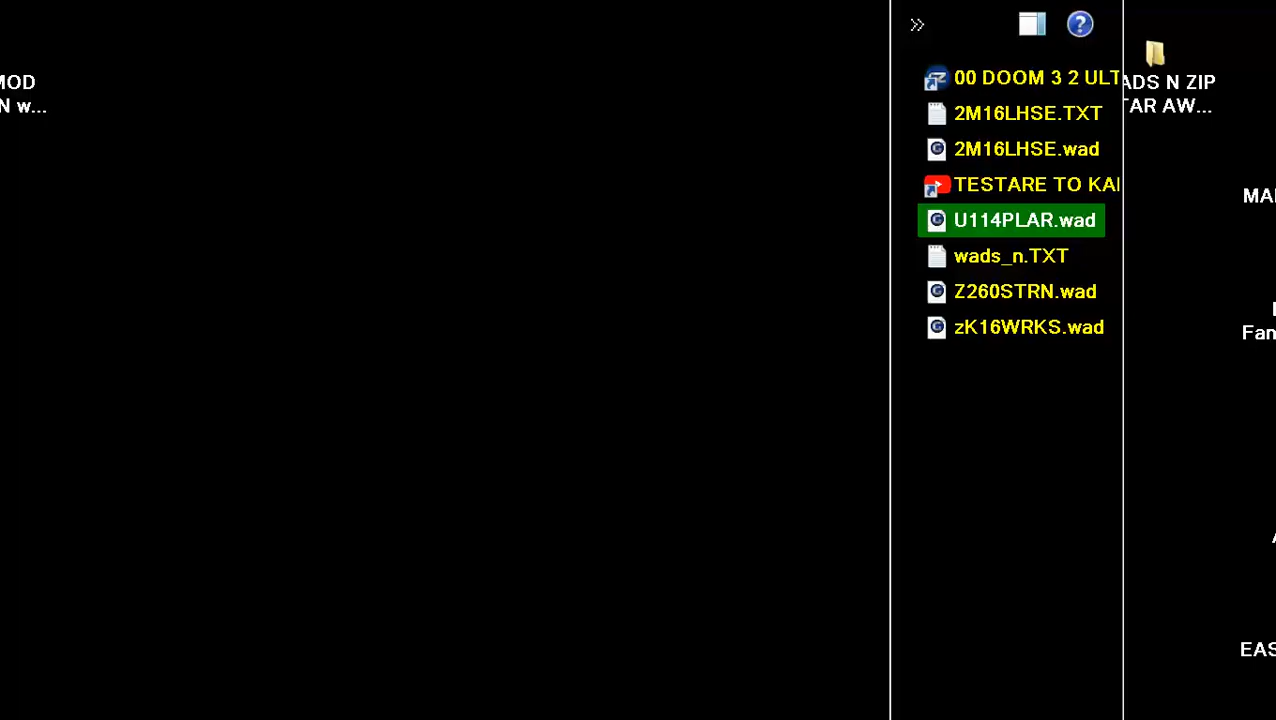 MOD
N w...
»
?
00 DOOM 3 2 ULT
2M16LHSE.TXT
2M16LHSE.wad
TESTARE TO KA
U114PLAR.wad
wads_n.TXT
Z260STRN.wad
zK16WRKS.wad
ADS N ZIP
TAR AW...
MA
Fan
EAS